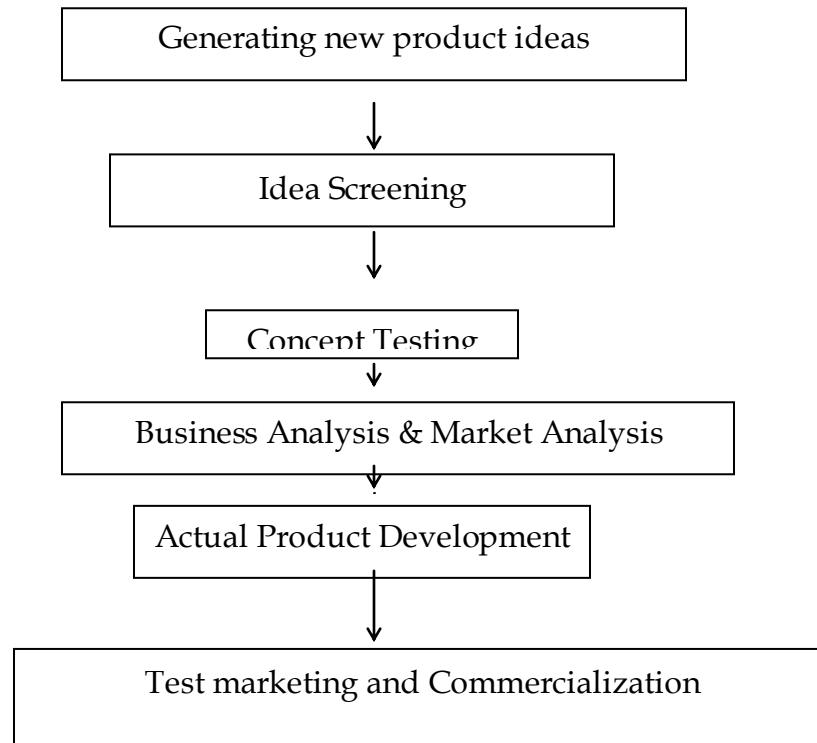 Generating new product ideas
Idea Screening
Concept Testing
Business Analysis & Market Analysis
Actual Product Development
Test marketing and Commercialization